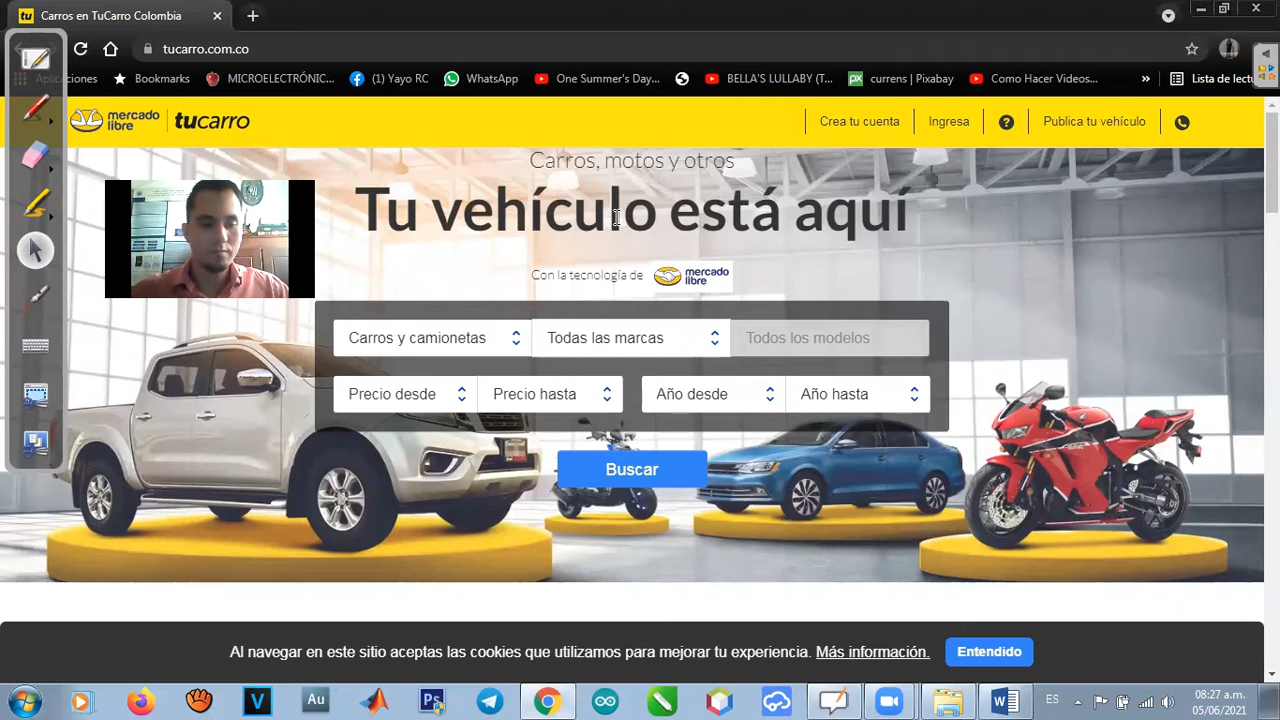 Carros en TuCarro Colombia
tucarro.com.co
Aplicaciones
Bookmarks
MICROELECTRÓNIC...
(1) Yayo RC
WhatsApp
One Summer's Day...
BELLA'S LULLABY (T...
currens | Pixabay
Como Hacer Videos...
»
Lista de lectu
mercado libre
tucarro
Crea tu cuenta
Ingresa
?
Publica tu vehículo
Carros, motos y otros
Tu vehículo está aquí
Con la tecnología de
mercado libre
Carros y camionetas
Todas las marcas
Todos los modelos
Precio desde
Precio hasta
Año desde
Año hasta
Buscar
Al navegar en este sitio aceptas las cookies que utilizamos para mejorar tu experiencia. Más información.
Entendido
ES
08:27 a.m.
05/06/2021